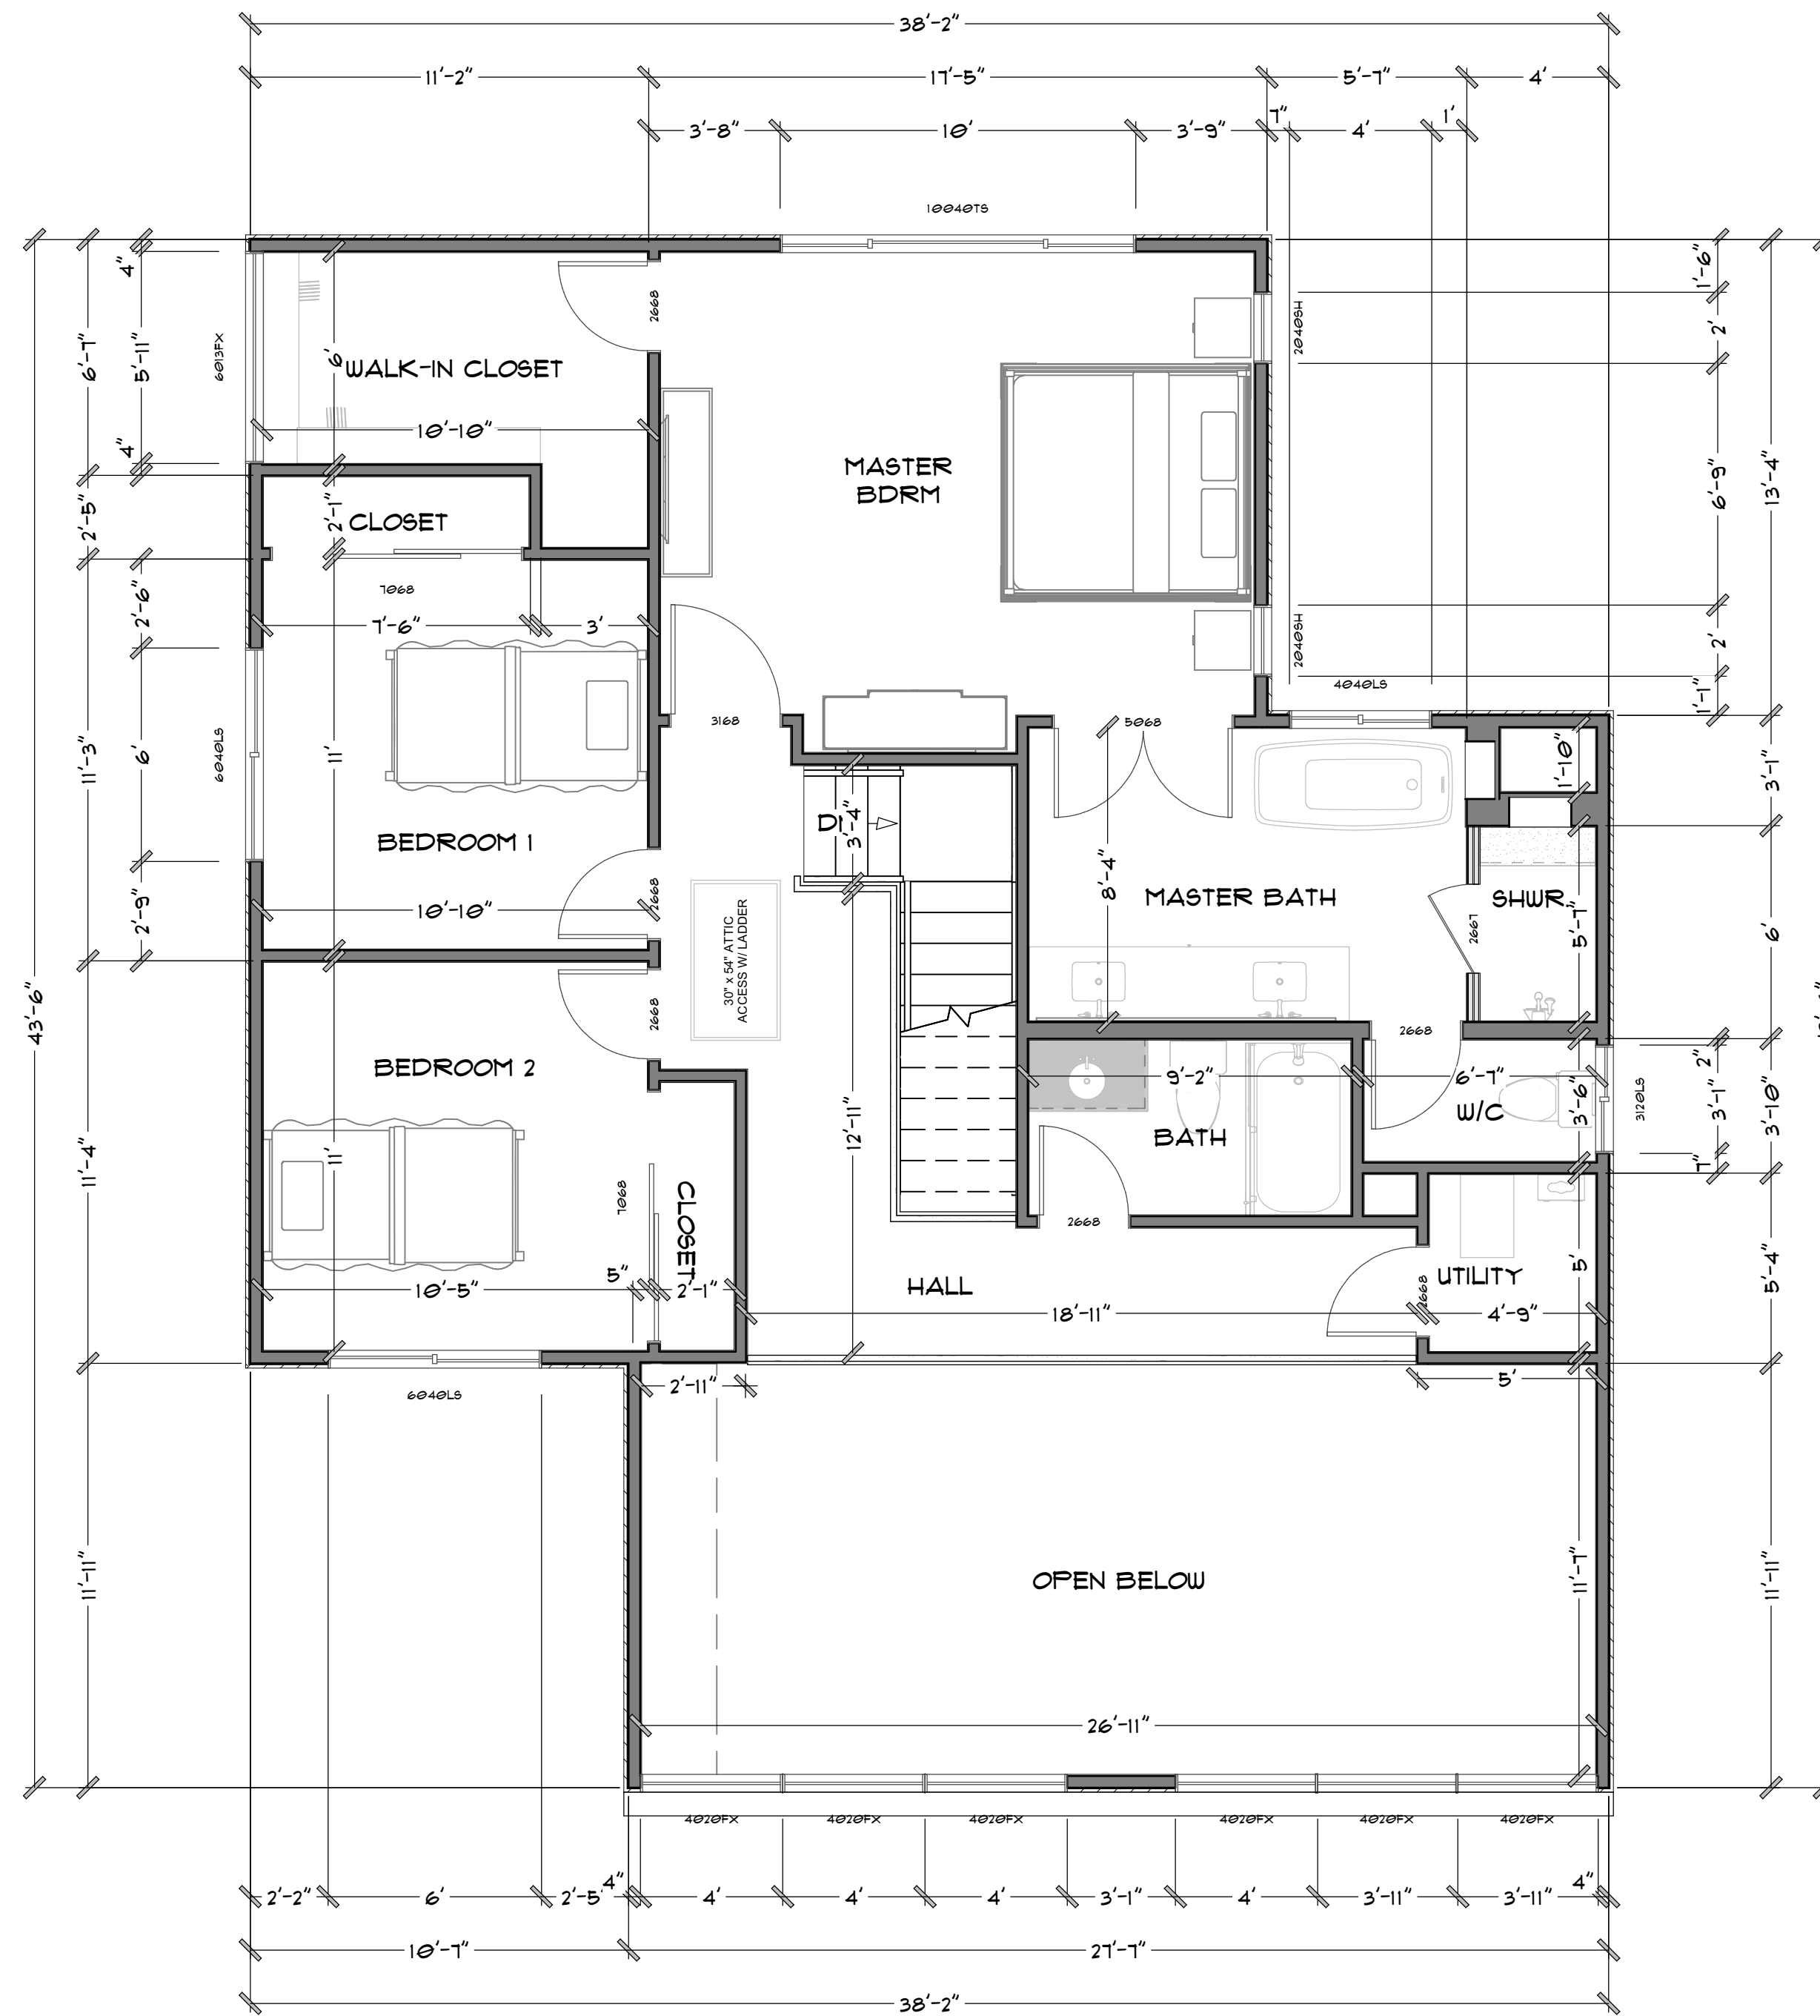 38'-2"
11'-2" 17'-5" 5'-7" 4'
3'-8" 10' 3'-9" 7" 4' 1'
10040TS
4"
6'-7" 5'-11" 6013FX
4"
2'-5"
2'-6"
11'-3" 6' 6040LS
2'-9"
43'-6"
11'-4"
11'-11"
6'
WALK-IN CLOSET
2668
10'-10"
2'-1"
CLOSET
7068
7'-6" 3'
11'
BEDROOM 1
10'-10"
2668
MASTER
BDRM
3168
5068
2040SH
2040SH
4040LS
1'-6"
2'
6'-9"
2'
1'-1"
13'-4"
3'-1"
6'
3'-10"
5'-4"
11'-11"
1'-10"
3'-4"
8'-4"
MASTER BATH
SHWR
5'-7"
2667
30" x 54" ATTIC
ACCESS W/ LADDER
2668
BEDROOM 2
11'
12'-11"
9'-2"
BATH
2668
2668
6'-7"
W/C
3'-6"
3120LS
2"
3'-1"
7"
7068
CLOSET
10'-5" 5" 2'-1"
HALL
18'-11"
UTILITY
2668
5'
4'-9"
2'-11"
5'
6040LS
OPEN BELOW
11'-7"
26'-11"
4020FX 4020FX 4020FX 4020FX 4020FX 4020FX
2'-2" 6' 2'-5" 4" 4' 4' 4' 3'-1" 4' 3'-11" 3'-11" 4"
10'-7" 27'-7"
38'-2"